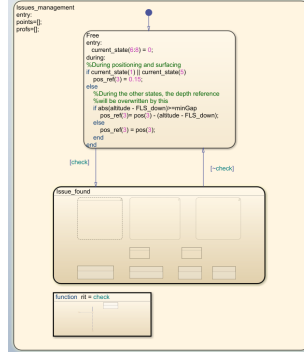 Issues_management
entry:
points=[];
profs=[];
Free
entry:
current_state(6:8) = 0;
during:
%During positioning and surfacing
if current_state(1) || current_state(5)
pos_ref(3) = 0.15;
else
%During the other states, the depth reference
%will be overwritten by this
if abs(altitude - FLS_down)>=minGap
pos_ref(3)= pos(3) - (altitude - FLS_down);
else
pos_ref(3) = pos(3);
end
end
[check]
[~check]
Issue_found
function rit = check